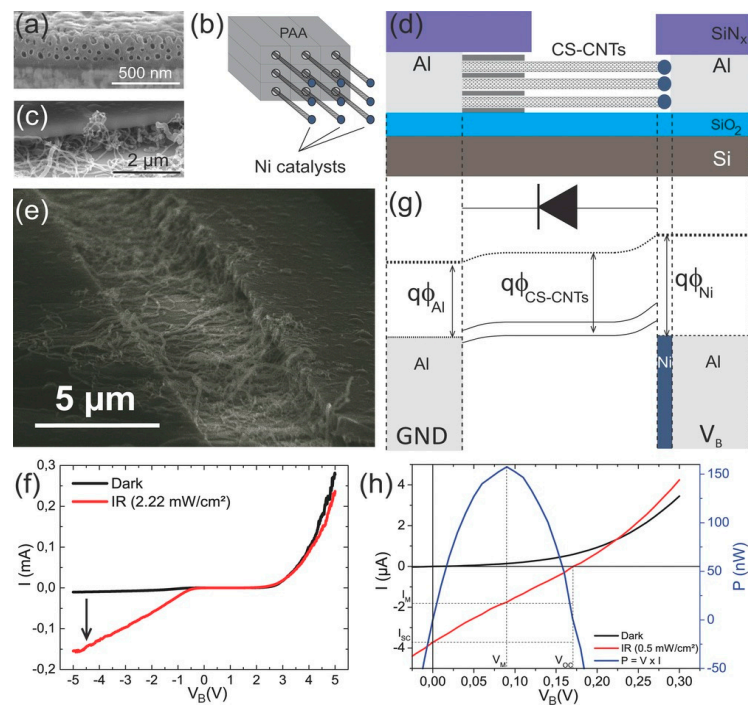 (a)
500 nm
(b)
PAA
Ni catalysts
(c)
2 μm
(d)
SiNx
CS-CNTs
Al
Al
SiO2
Si
(e)
5 μm
(g)
qϕAl
qϕCS-CNTs
qϕNi
Al
Ni
Al
GND
VB
(f)
0,3
0,2
0,1
0,0
-0,1
-0,2
I (mA)
Dark
IR (2.22 mW/cm²)
-5 -4 -3 -2 -1 0 1 2 3 4 5
VB(V)
(h)
4
2
0
-2
-4
I (μA)
IM
ISC
VM
VOC
150
100
50
0
-50
P (nW)
Dark
IR (0.5 mW/cm²)
P = V x I
0,00 0,05 0,10 0,15 0,20 0,25 0,30
VB(V)